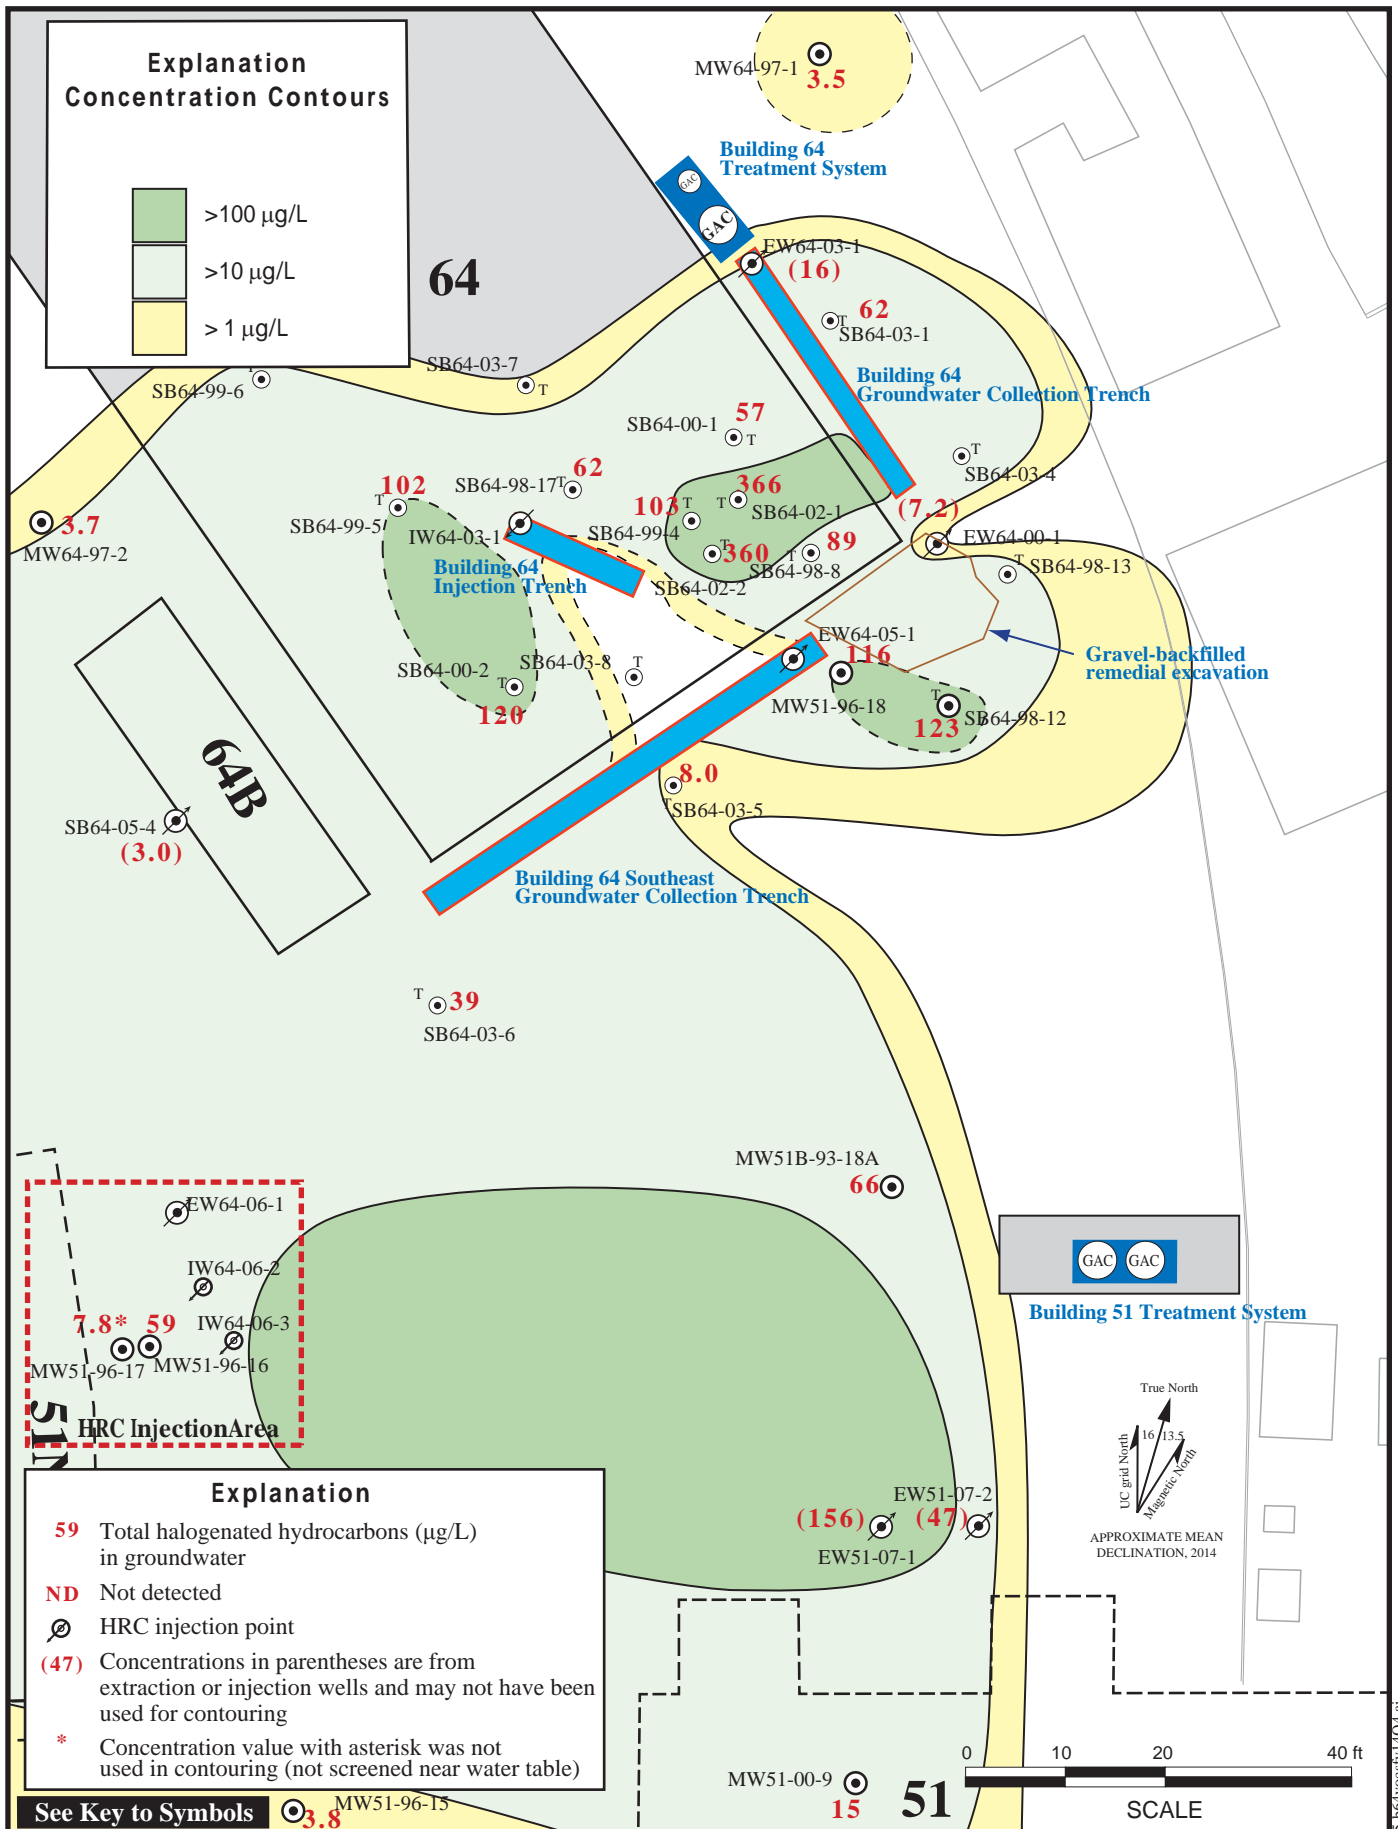 Explanation
Concentration Contours
>100 µg/L
>10 µg/L
> 1 µg/L
MW64-97-1
3.5
Building 64
Treatment System
GAC
GAC
64
EW64-03-1
(16)
62
SB64-03-1
T
SB64-03-7
T
SB64-99-6
Building 64
Groundwater Collection Trench
57
SB64-00-1
T
T
SB64-03-4
102
T
SB64-99-5
SB64-98-17
T
62
103
T
SB64-99-4
366
T
SB64-02-1
(7.2)
3.7
MW64-97-2
IW64-03-1
T
360
SB64-02-2
89
T
SB64-98-8
EW64-00-1
T
SB64-98-13
Building 64
Injection Trench
EW64-05-1
116
MW51-96-18
Gravel-backfilled
remedial excavation
SB64-00-2
T
120
SB64-03-8
T
T
SB64-98-12
123
64B
8.0
T
SB64-03-5
SB64-05-4
(3.0)
Building 64 Southeast
Groundwater Collection Trench
T
39
SB64-03-6
MW51B-93-18A
66
EW64-06-1
IW64-06-2
IW64-06-3
7.8*
59
MW51-96-17
MW51-96-16
HRC InjectionArea
GAC
GAC
Building 51 Treatment System
True North
16
13.5
UC grid North
Magnetic North
APPROXIMATE MEAN
DECLINATION, 2014
EW51-07-2
(156)
(47)
EW51-07-1
Explanation
59 Total halogenated hydrocarbons (µg/L)
in groundwater
ND Not detected
HRC injection point
(47) Concentrations in parentheses are from
extraction or injection wells and may not have been
used for contouring
* Concentration value with asterisk was not
used in contouring (not screened near water table)
See Key to Symbols
3.8
MW51-96-15
MW51-00-9
15
51
0 10 20 40 ft
SCALE